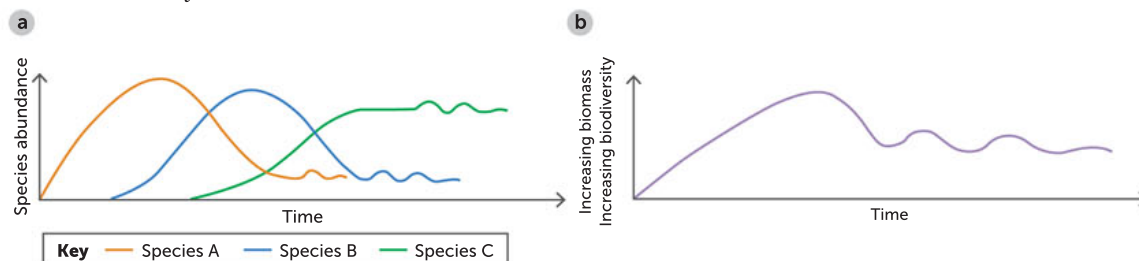 a
b
Species abundance
Time
Key Species A Species B Species C
Increasing biomass
Increasing biodiversity
Time